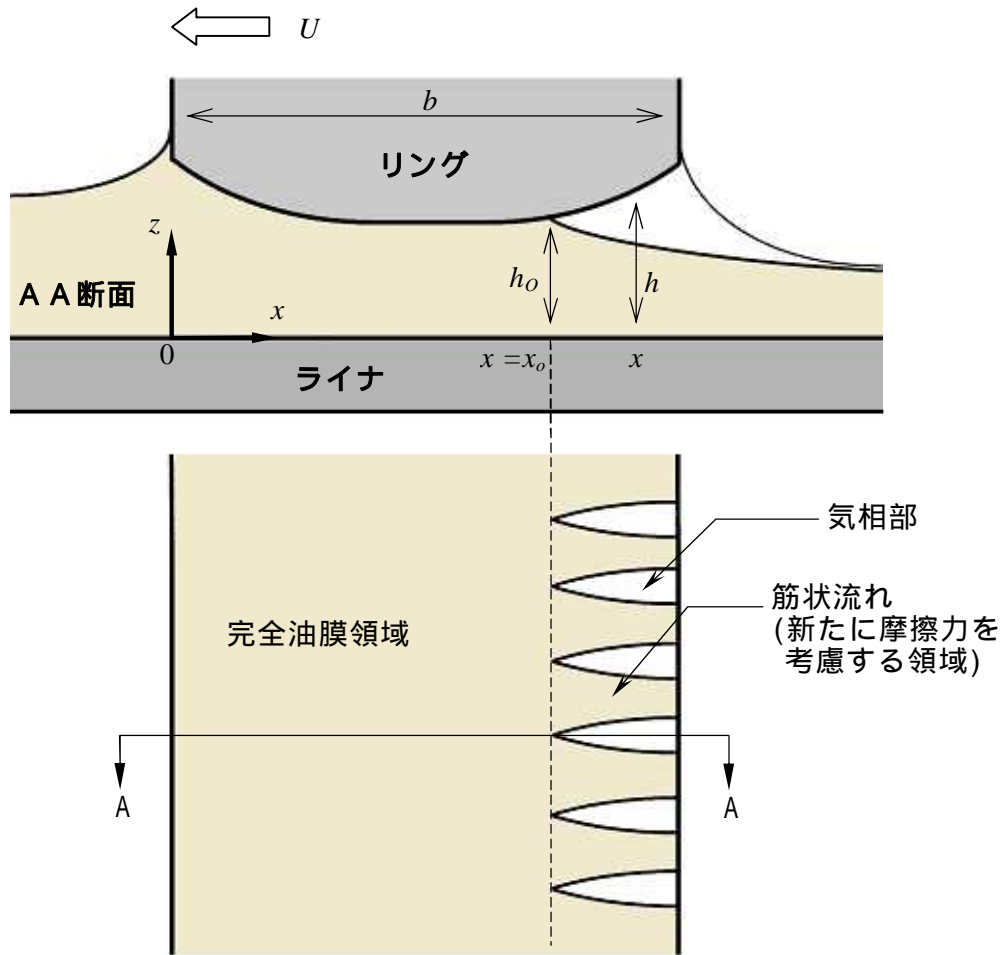 U
b
リング
z
h_O
h
AA断面
x
0
x = x_o
x
ライナ
気相部
筋状流れ
(新たに摩擦力を
考慮する領域)
完全油膜領域
A
A